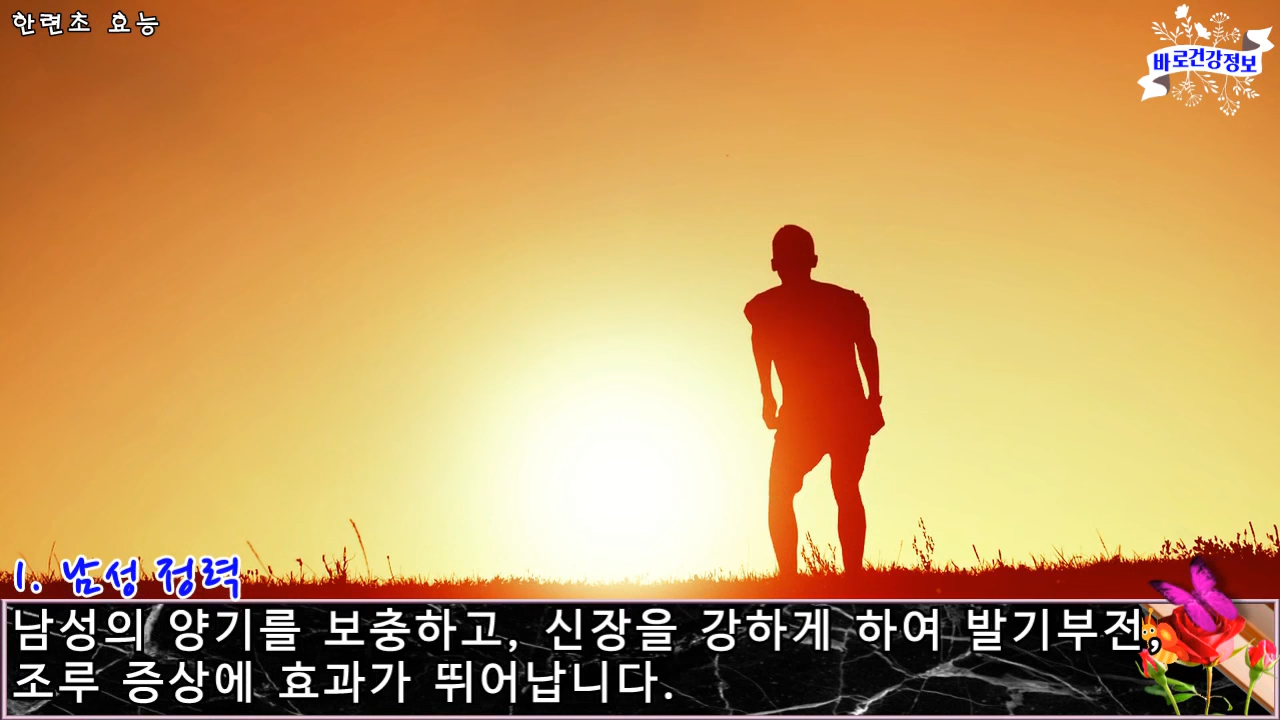 한련초 효능
바로건강정보
1. 남성 정력
남성의 양기를 보충하고, 신장을 강하게 하여 발기부전,
조루 증상에 효과가 뛰어납니다.